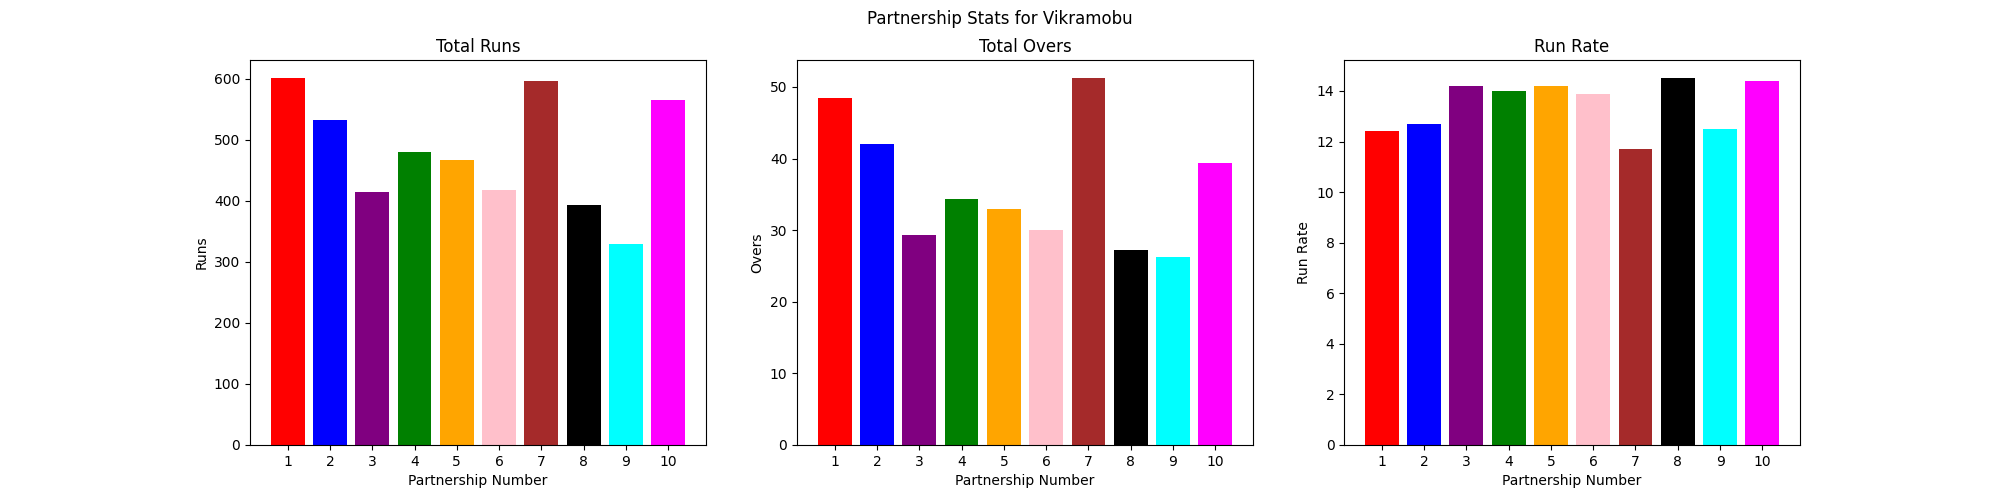 Partnership Stats for Vikramobu
Total Runs
600
500
400
300
200
100
0
Runs
1 2 3 4 5 6 7 8 9 10
Partnership Number
Total Overs
50
40
30
20
10
0
Overs
1 2 3 4 5 6 7 8 9 10
Partnership Number
Run Rate
14
12
10
8
6
4
2
0
Run Rate
1 2 3 4 5 6 7 8 9 10
Partnership Number